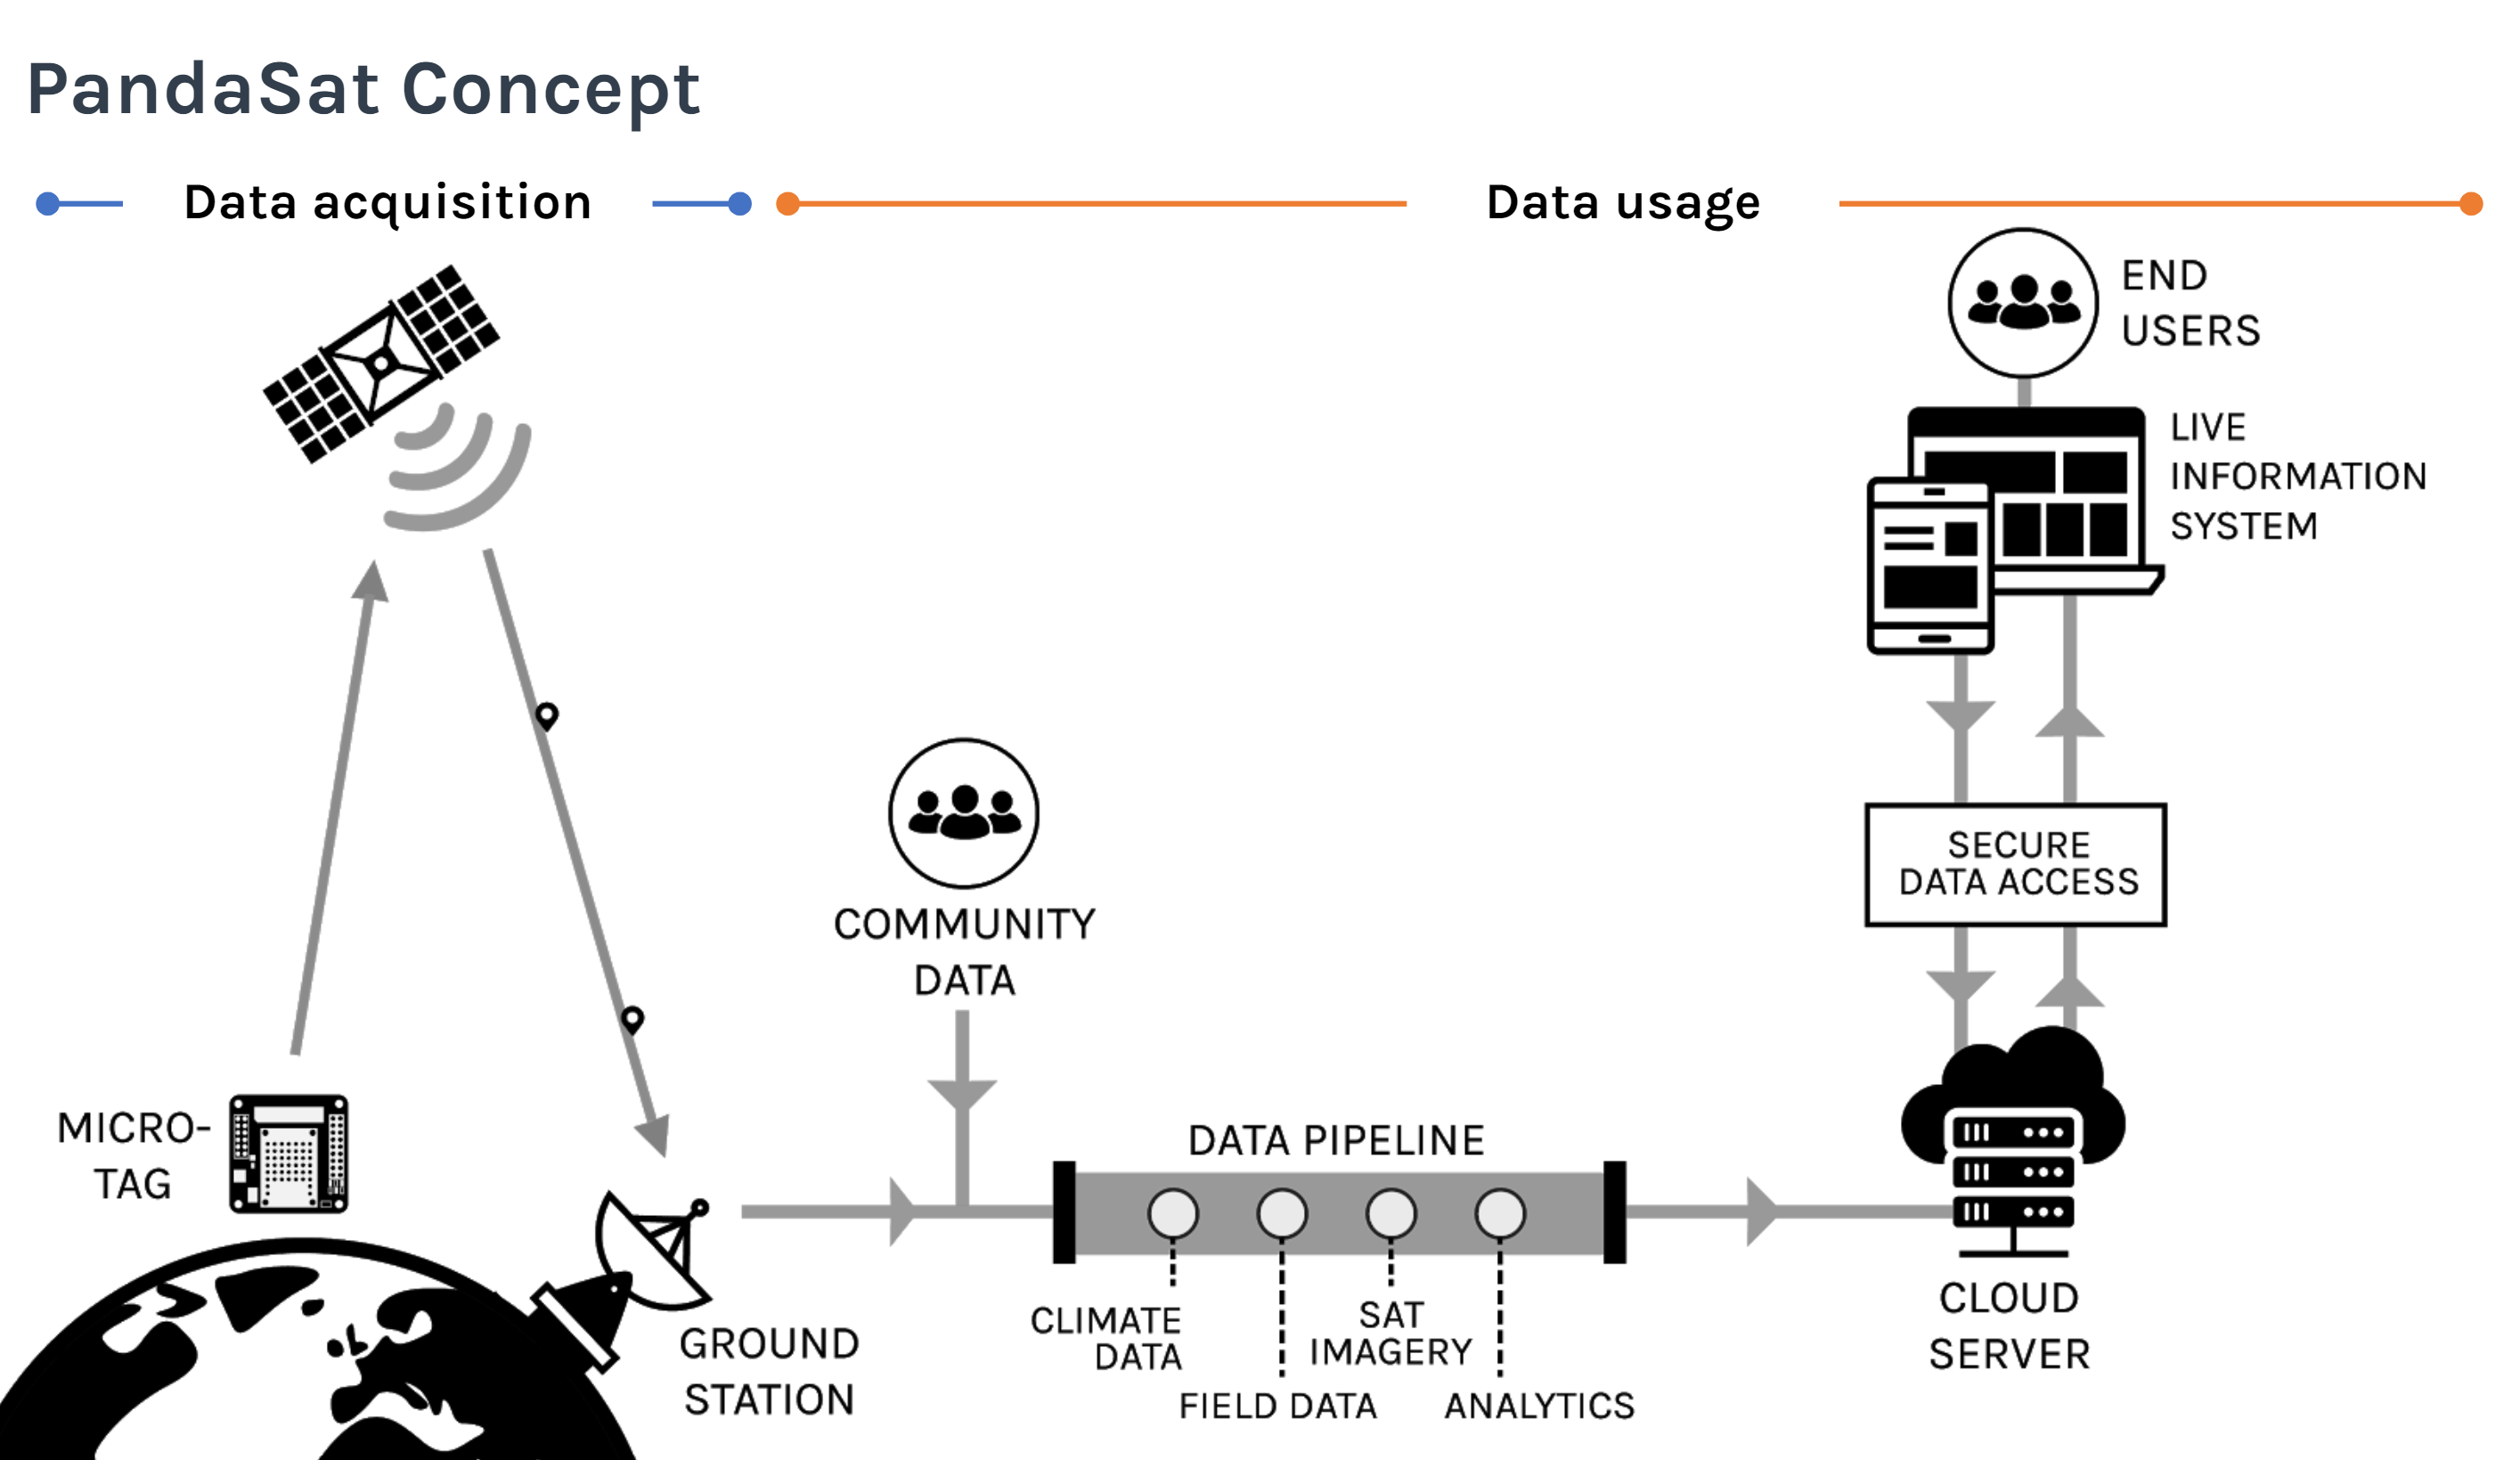 PandaSat Concept
Data acquisition
Data usage
END
USERS
LIVE
INFORMATION
SYSTEM
SECURE
DATA ACCESS
COMMUNITY
DATA
MICRO-
TAG
DATA PIPELINE
GROUND
STATION
CLIMATE
DATA
FIELD DATA
SAT
IMAGERY
ANALYTICS
CLOUD
SERVER